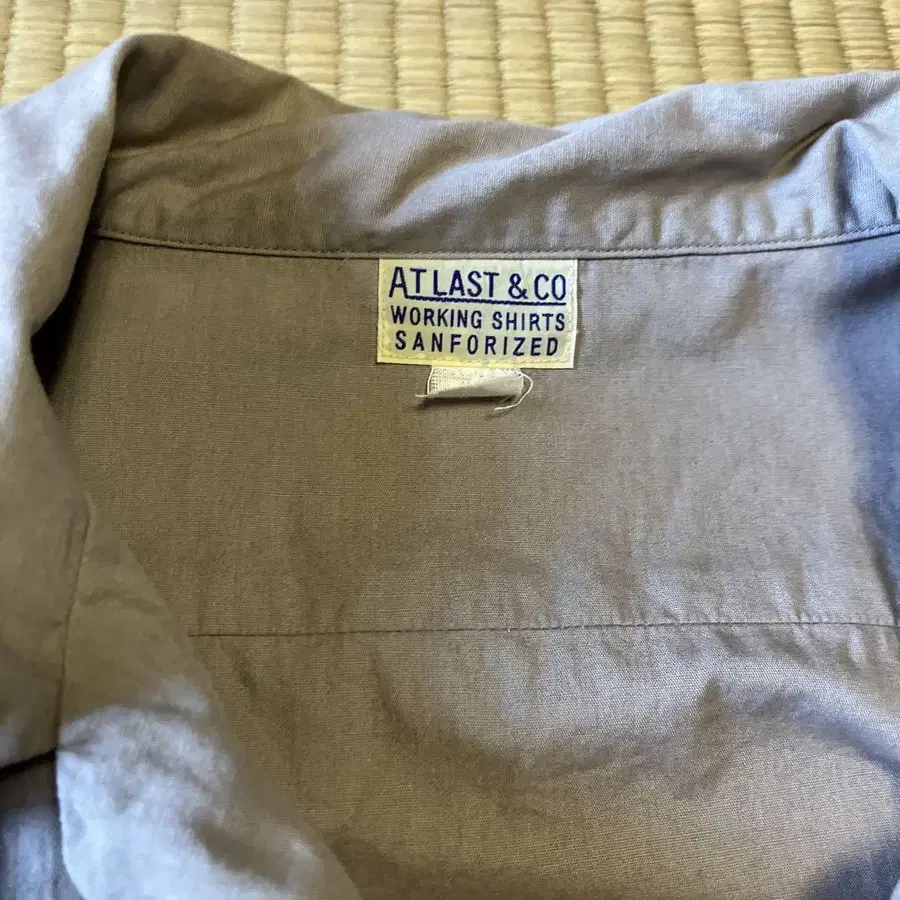 AT LAST & CO
WORKING SHIRTS
SANFORIZED